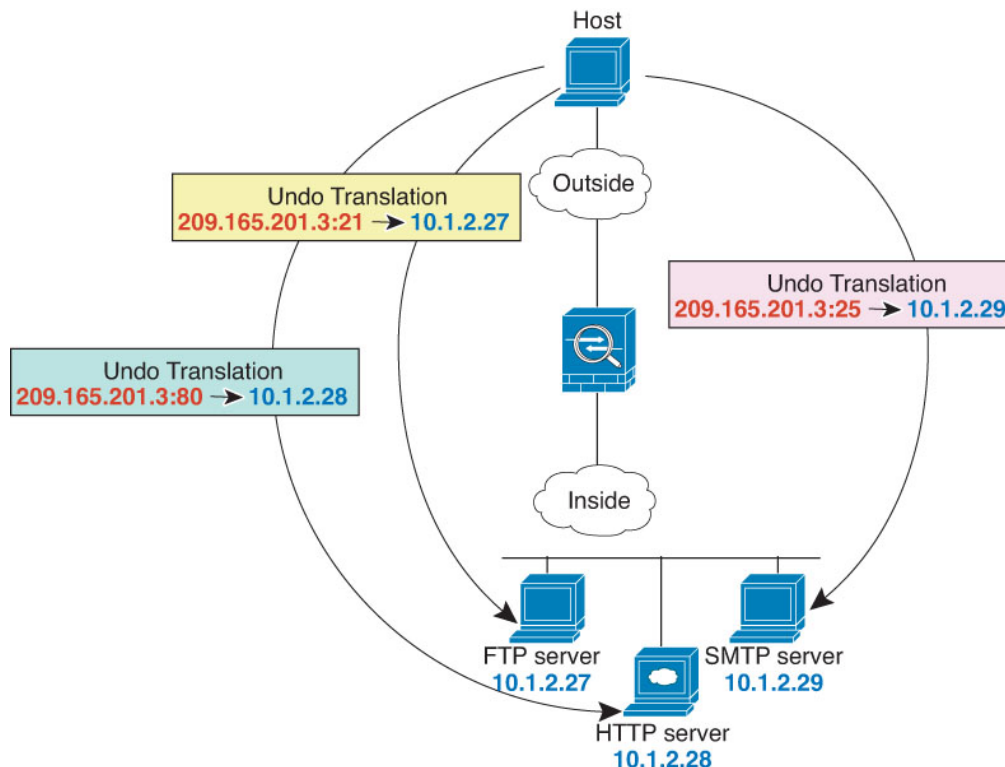 Host
Outside
Undo Translation
209.165.201.3:21 → 10.1.2.27
Undo Translation
209.165.201.3:25 → 10.1.2.29
Undo Translation
209.165.201.3:80 → 10.1.2.28
Inside
FTP server
10.1.2.27
SMTP server
10.1.2.29
HTTP server
10.1.2.28